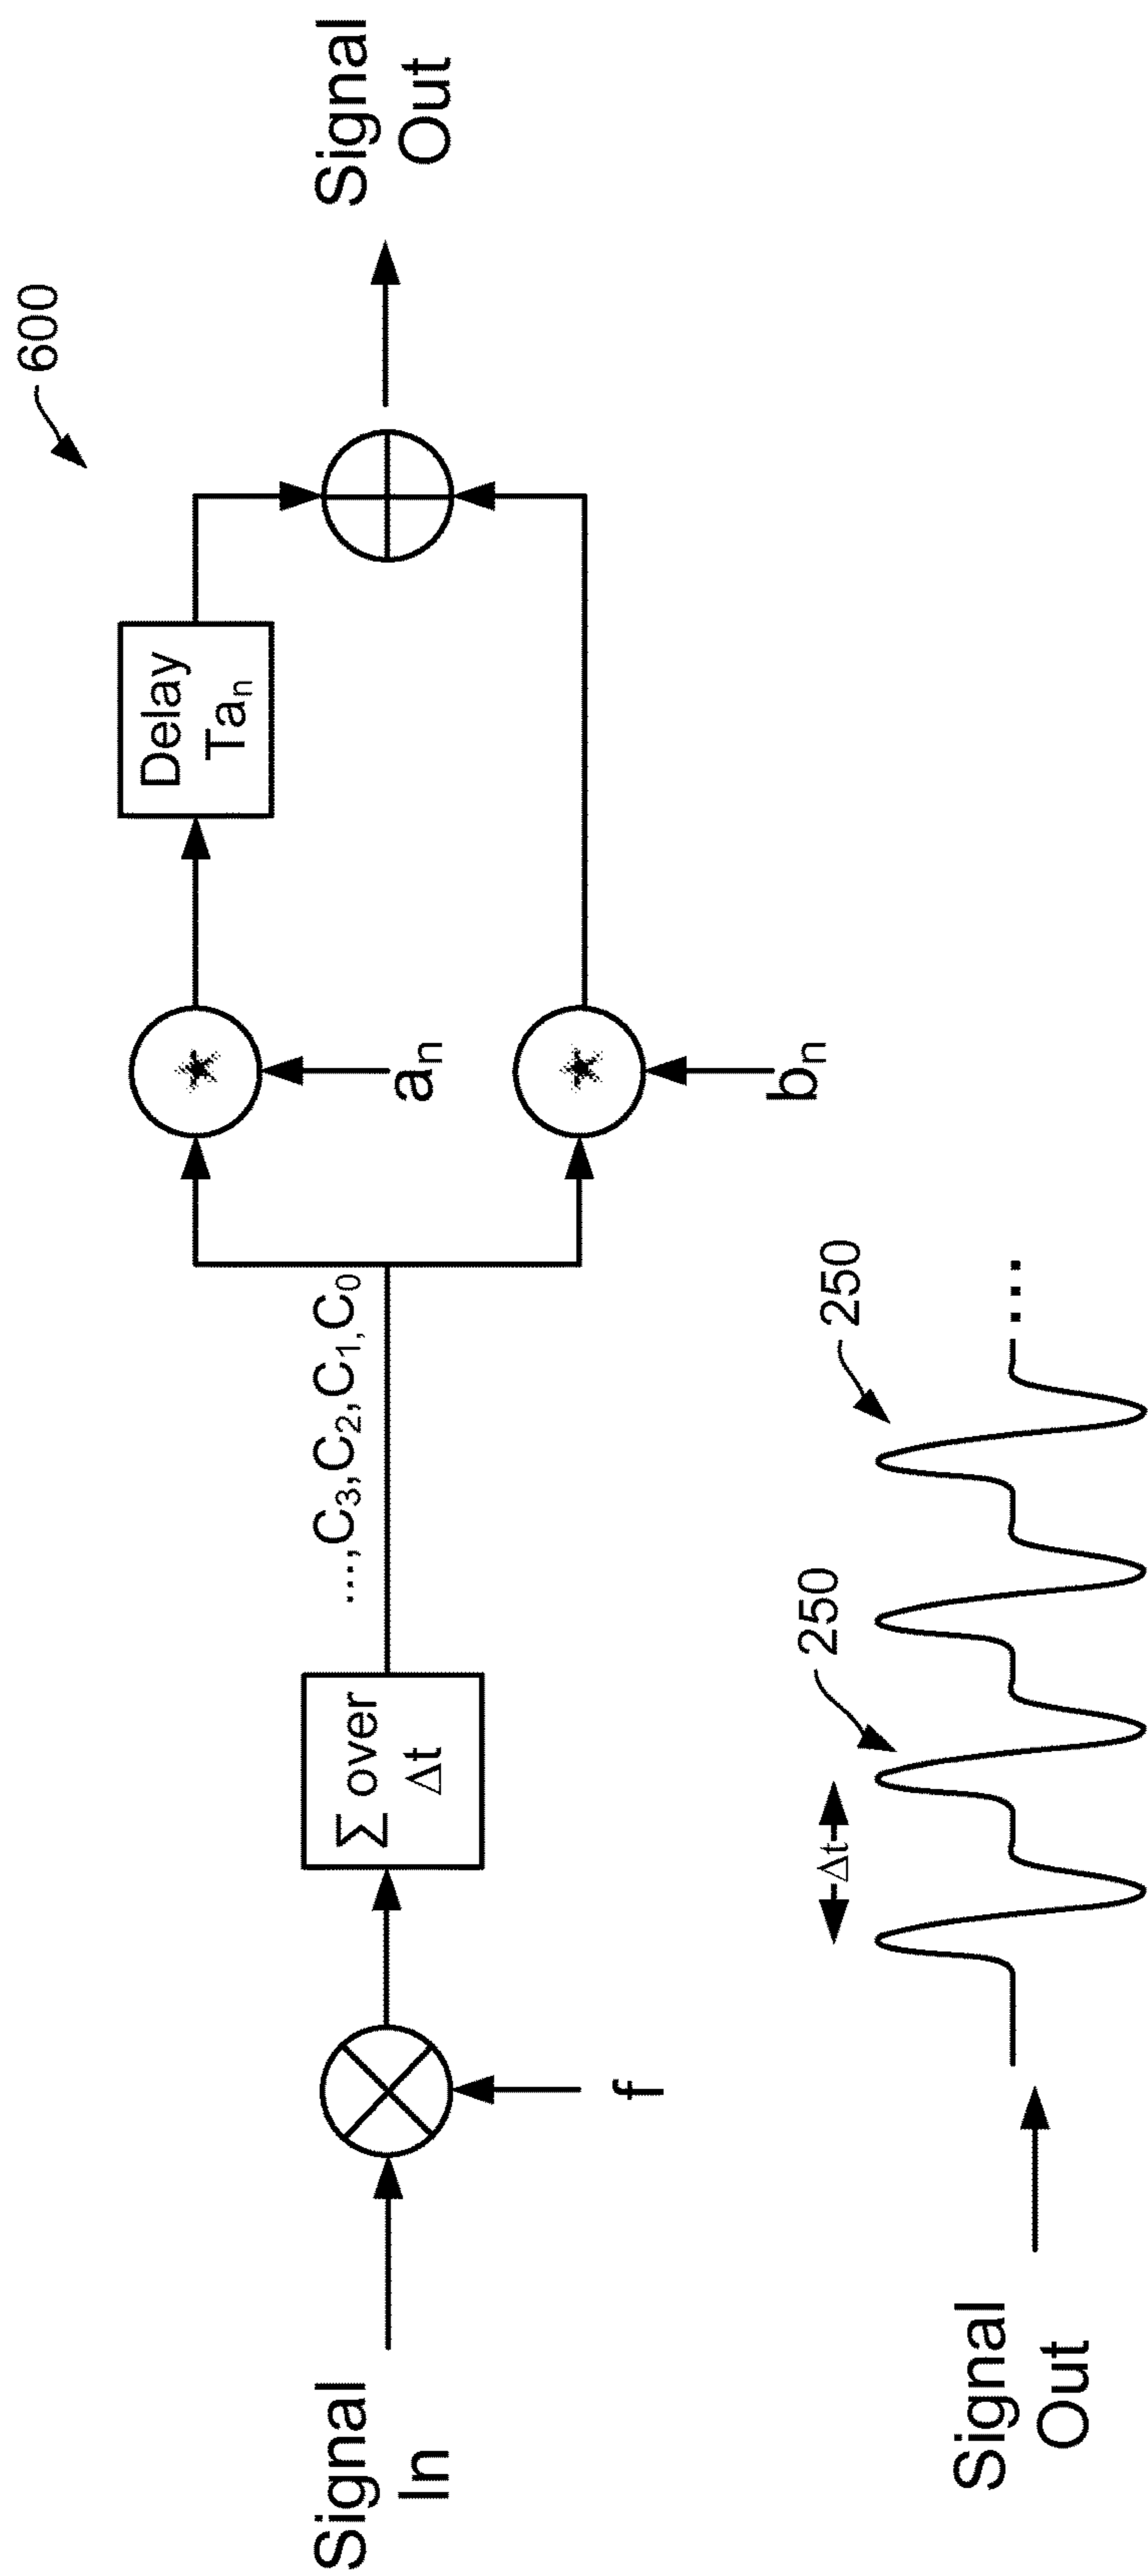 600
Signal
In
f
Σ over
Δt
...,C₃,C₂,C₁,C₀
*
aₙ
*
bₙ
Delay
Taₙ
Signal
Out
Signal
Out
Δt
250
250
...